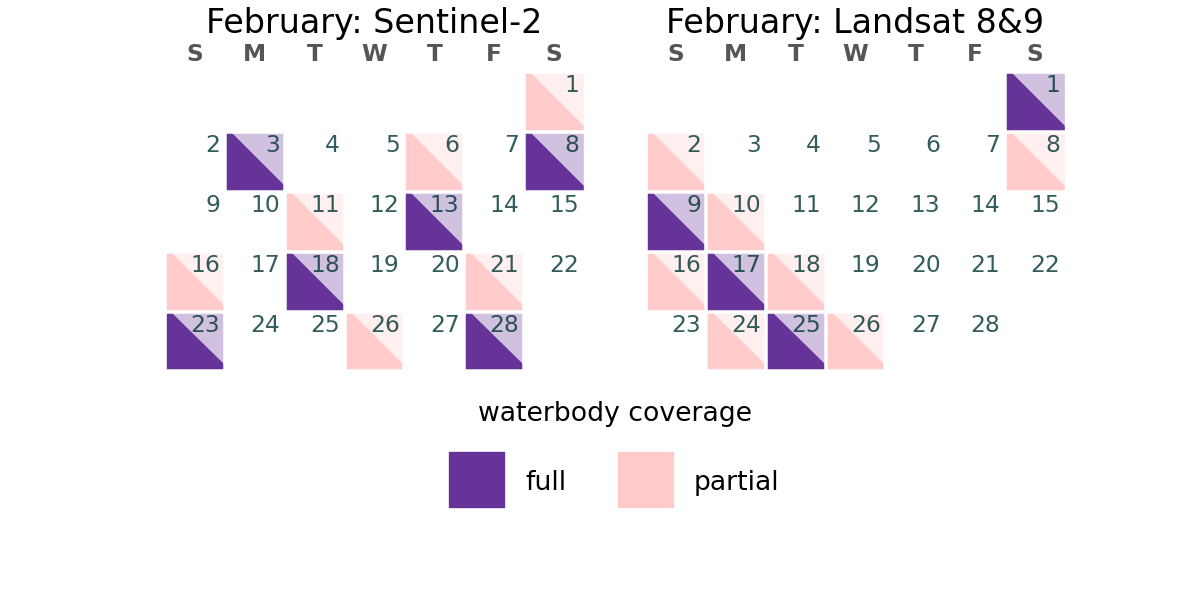 February: Sentinel-2
S M T W T F S
1
2 3 4 5 6 7 8
9 10 11 12 13 14 15
16 17 18 19 20 21 22
23 24 25 26 27 28
February: Landsat 8&9
S M T W T F S
1
2 3 4 5 6 7 8
9 10 11 12 13 14 15
16 17 18 19 20 21 22
23 24 25 26 27 28
waterbody coverage
full partial